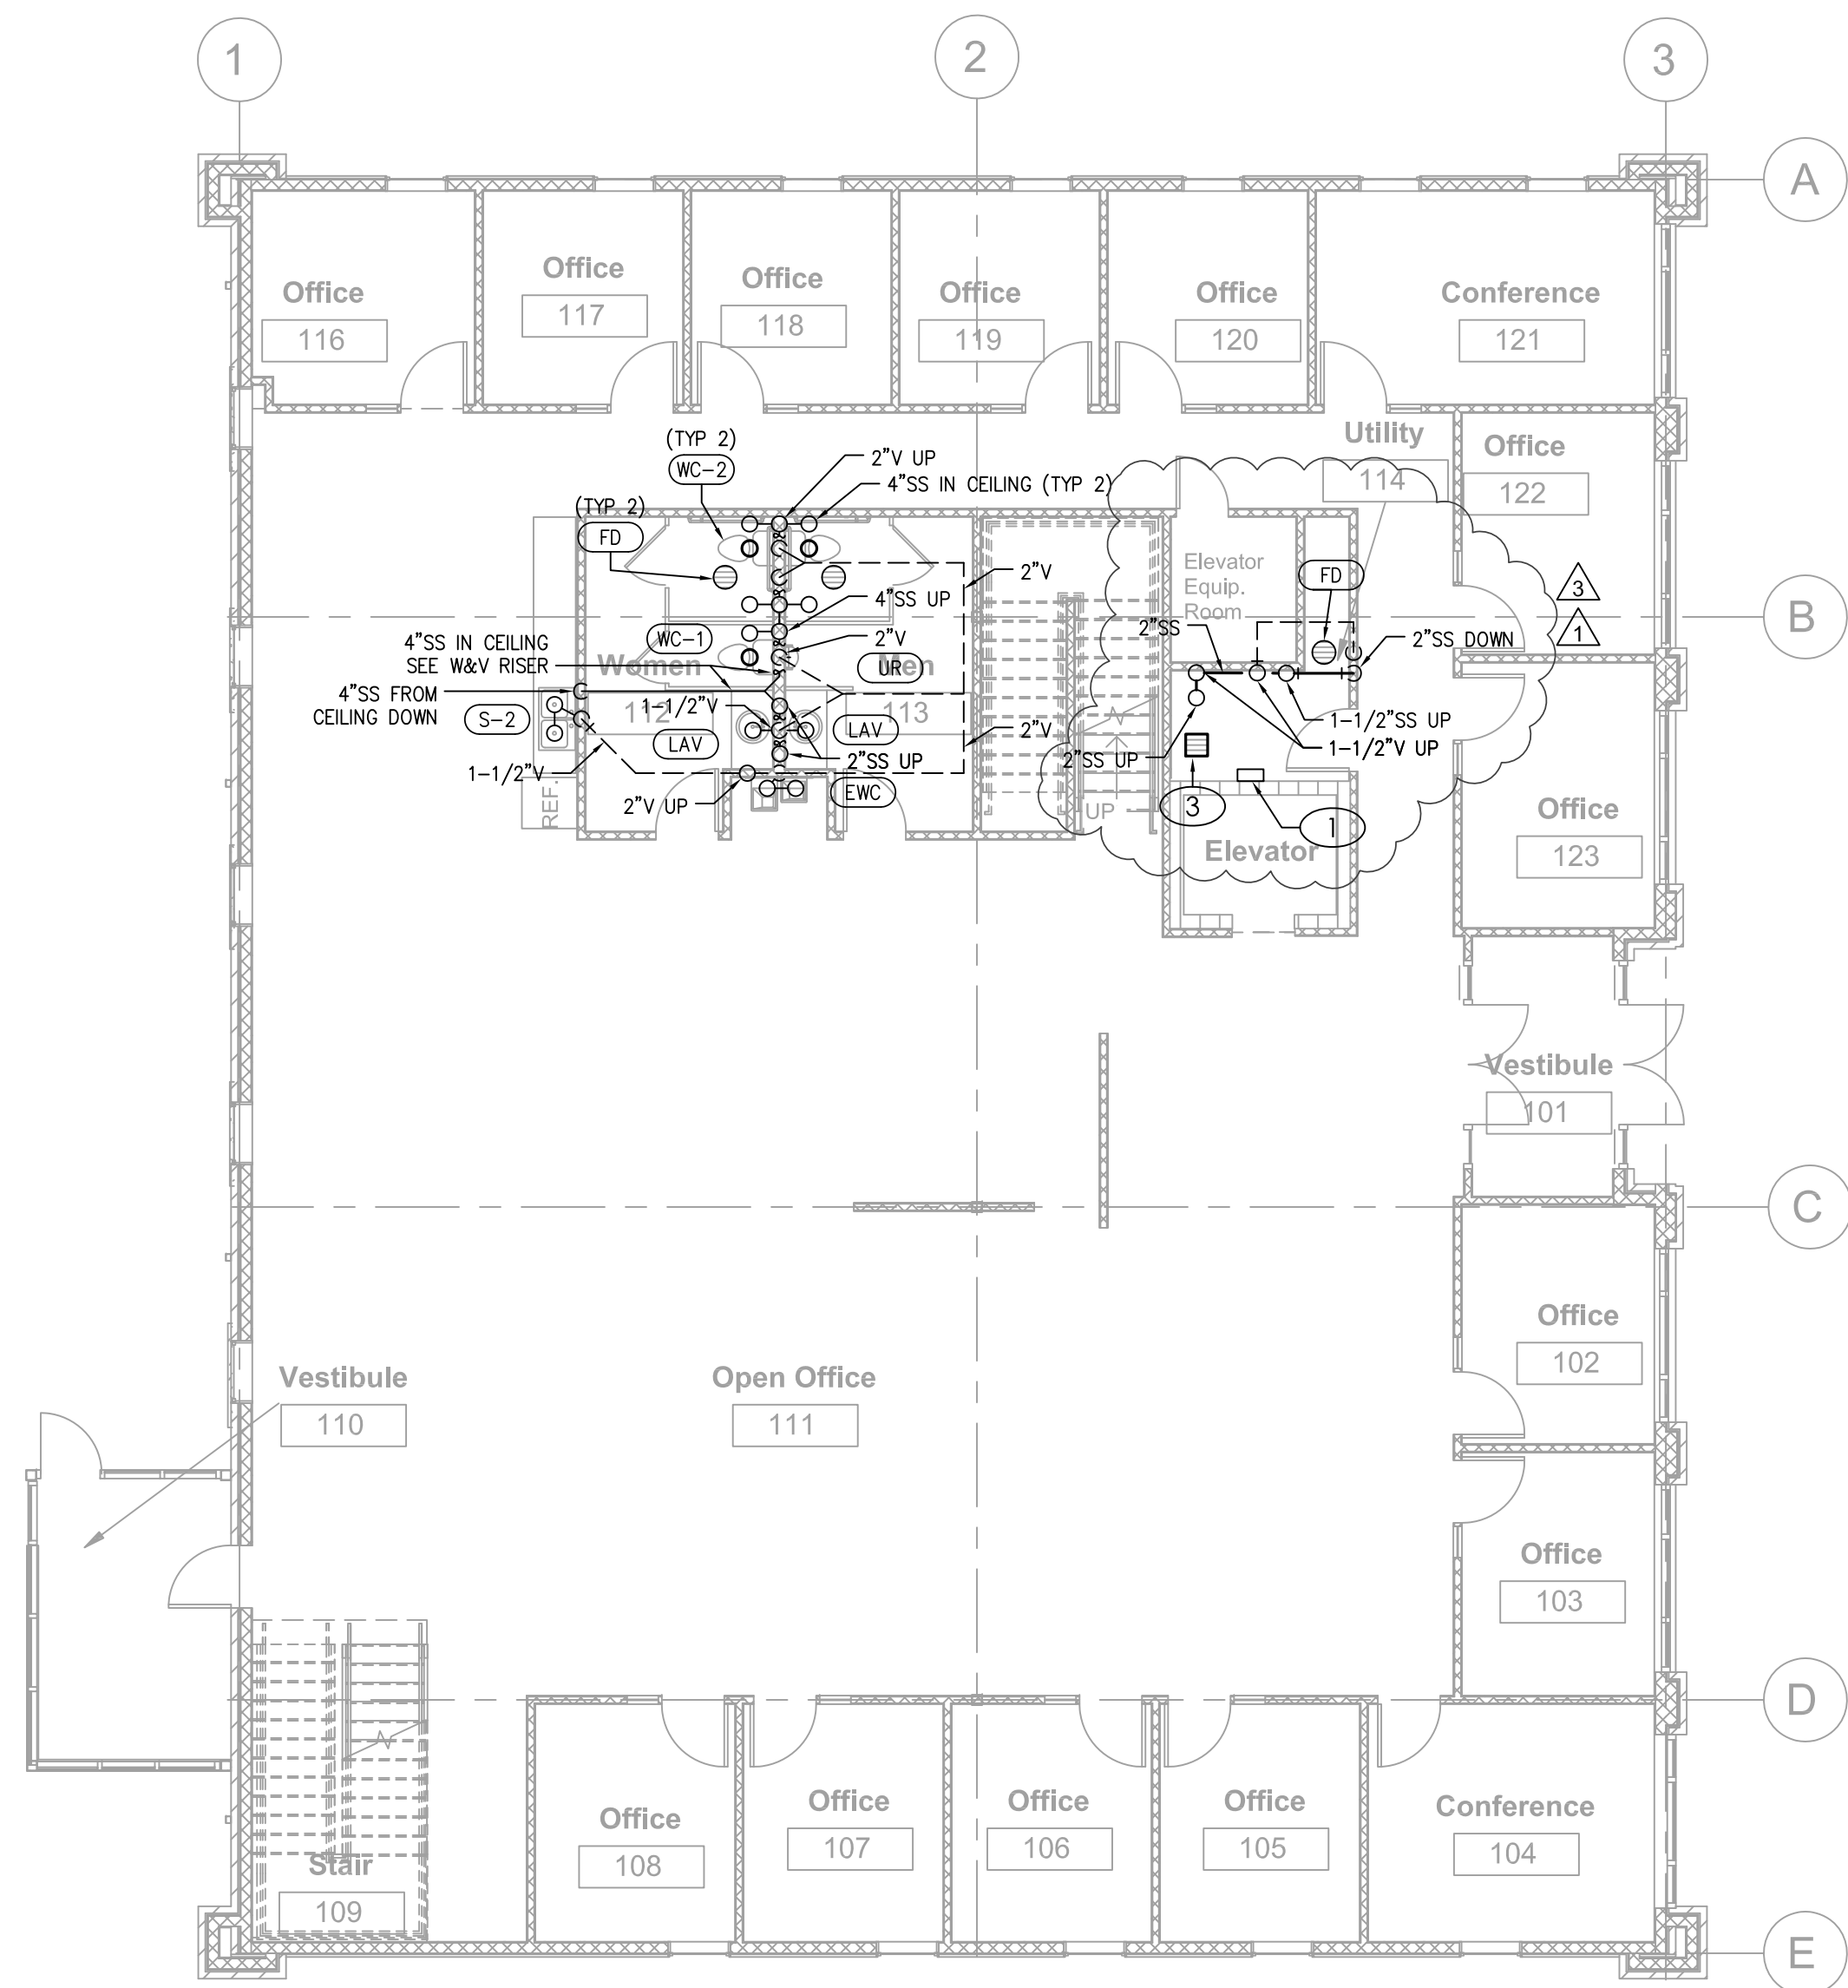 1
2
3
A
Office
116
Office
117
Office
118
Office
119
Office
120
Conference
121
(TYP 2)
WC-2
2"V UP
4"SS IN CEILING (TYP 2)
Utility
114
Office
122
(TYP 2)
FD
2"V
Elevator
Equip.
Room
FD
3
1
B
4"SS UP
4"SS IN CEILING
SEE W&V RISER
WC-1
Women
2"V
UR
Men
2"SS
2"SS DOWN
4"SS FROM
CEILING DOWN
S-2
112
1-1/2"V
113
LAV
LAV
2"V
1-1/2"SS UP
1-1/2"V UP
1-1/2"V
2"SS UP
2"SS UP
REF.
2"V UP
EWC
UP
3
1
Elevator
Office
123
Vestibule
101
C
Office
102
Vestibule
110
Open Office
111
Office
103
D
Stair
109
Office
108
Office
107
Office
106
Office
105
Conference
104
E